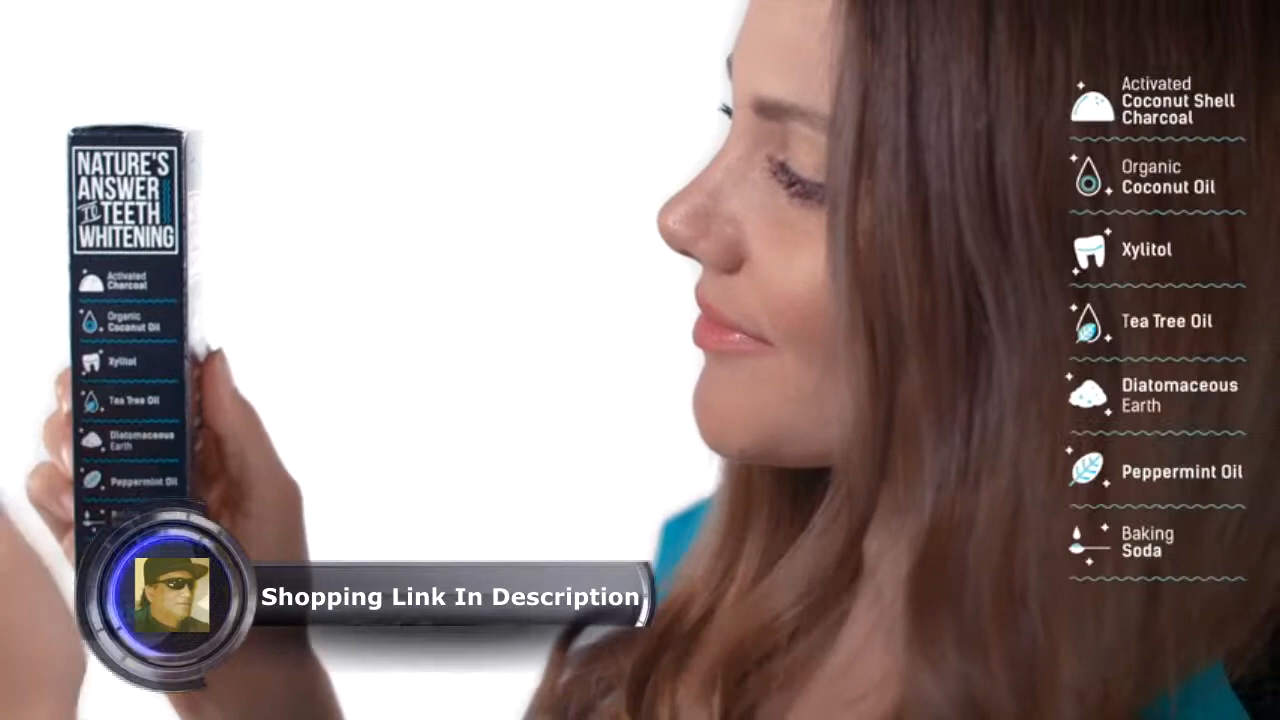 NATURE'S
ANSWER
TO TEETH
WHITENING
Activated
Charcoal
Organic
Coconut Oil
Xylitol
Tea Tree Oil
Diatomaceous
Earth
Peppermint Oil
Shopping Link In Description
Activated
Coconut Shell
Charcoal
Organic
Coconut Oil
Xylitol
Tea Tree Oil
Diatomaceous
Earth
Peppermint Oil
Baking
Soda